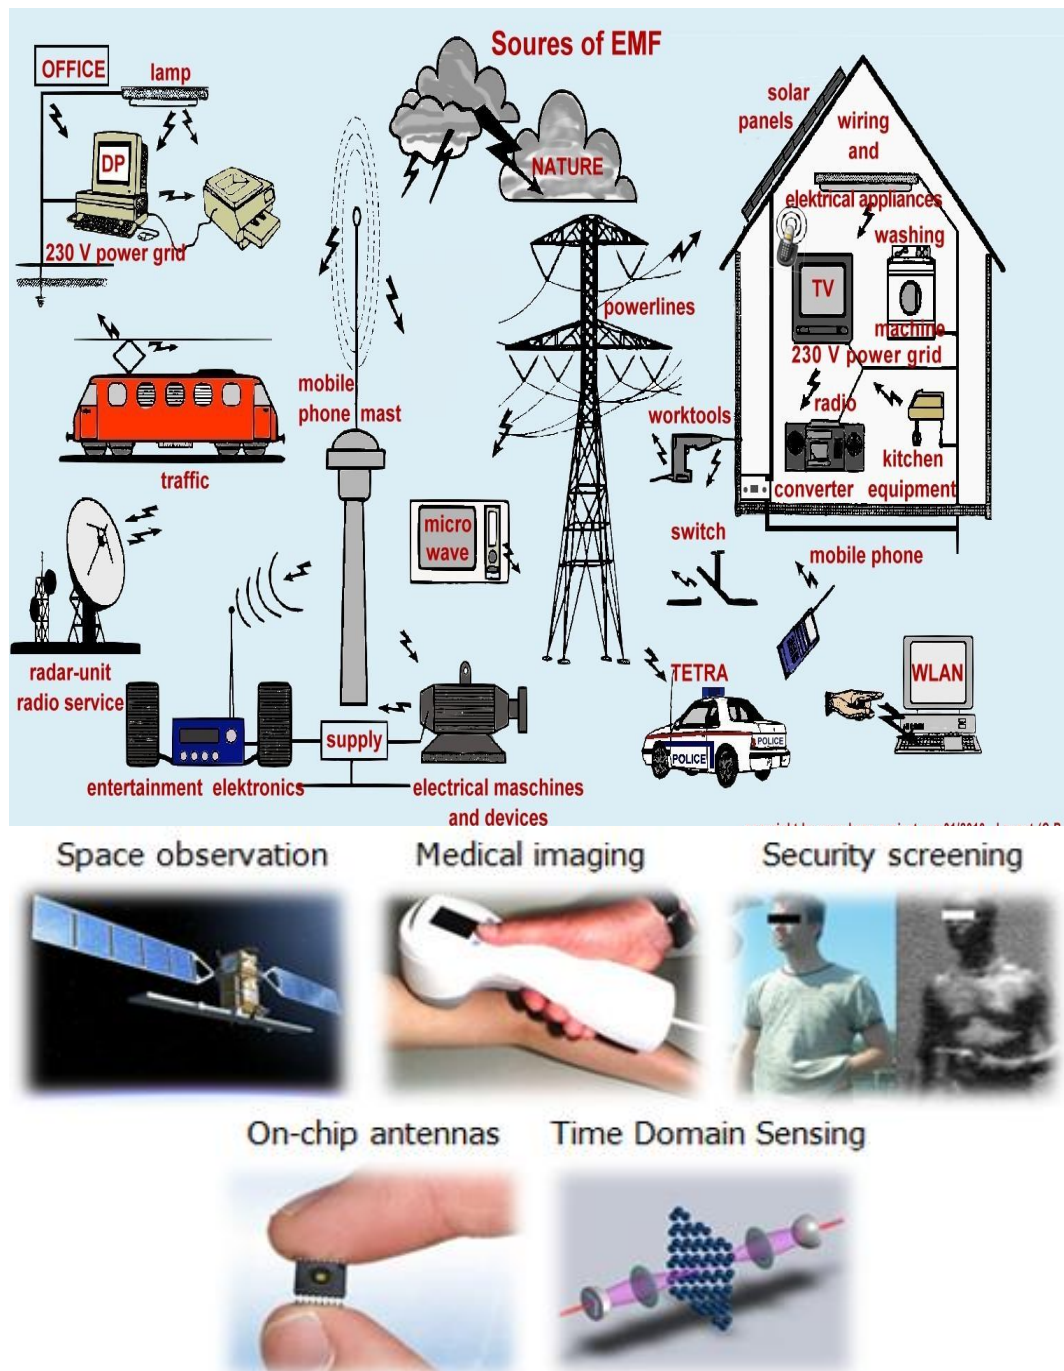 Soures of EMF
OFFICE
lamp
DP
230 V power grid
NATURE
solar
panels
wiring
and
elektrical appliances
washing
TV
machine
230 V power grid
radio
kitchen
converter equipment
powerlines
worktools
mobile
phone mast
traffic
micro
wave
switch
mobile phone
radar-unit
radio service
TETRA
POLICE
POLICE
WLAN
supply
entertainment elektronics
electrical maschines
and devices
Space observation
Medical imaging
Security screening
On-chip antennas
Time Domain Sensing